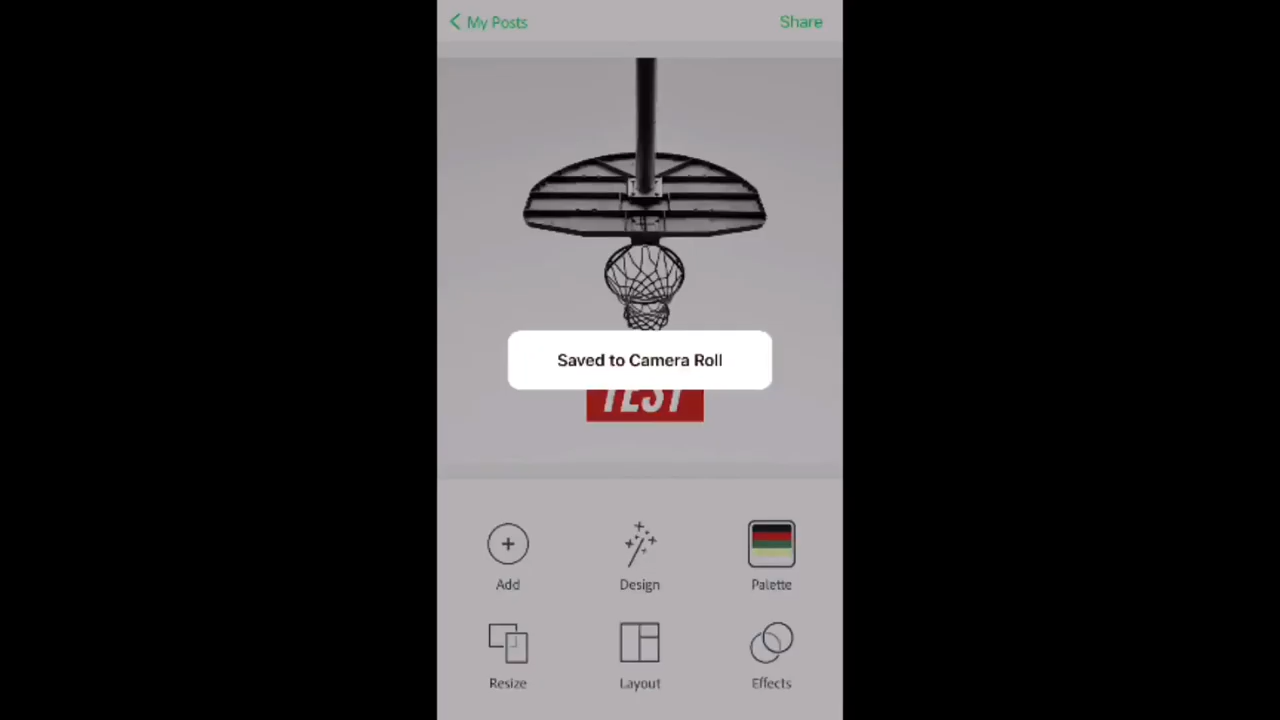 My Posts
Share
Saved to Camera Roll
TEST
Add
Design
Palette
Resize
Layout
Effects